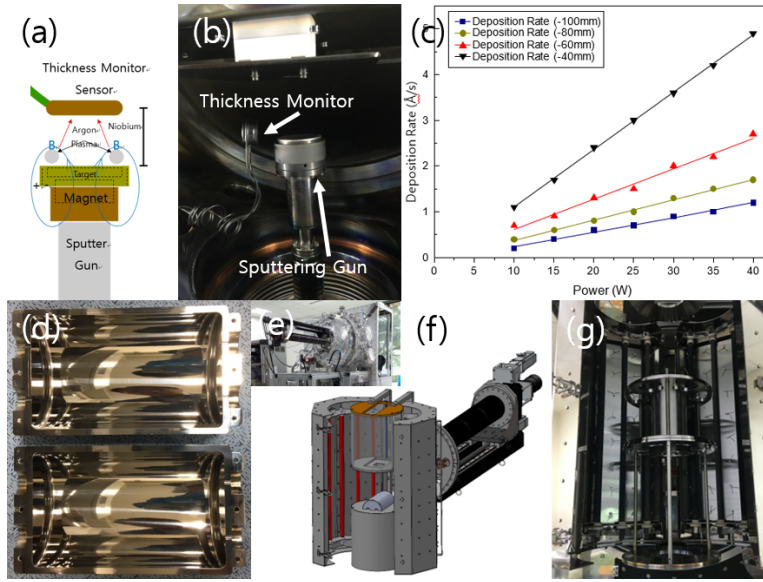 (a)
Thickness Monitor
Sensor
Niobium
Argon
Plasma
B
B
Target
+
-
Magnet
Sputter
Gun
(b)
Thickness Monitor
Sputtering Gun
(c)
Deposition Rate (-100mm)
Deposition Rate (-80mm)
Deposition Rate (-60mm)
Deposition Rate (-40mm)
Deposition Rate (Å/s)
5
4
3
2
1
0
0 5 10 15 20 25 30 35 40
Power (W)
(d)
(e)
(f)
(g)